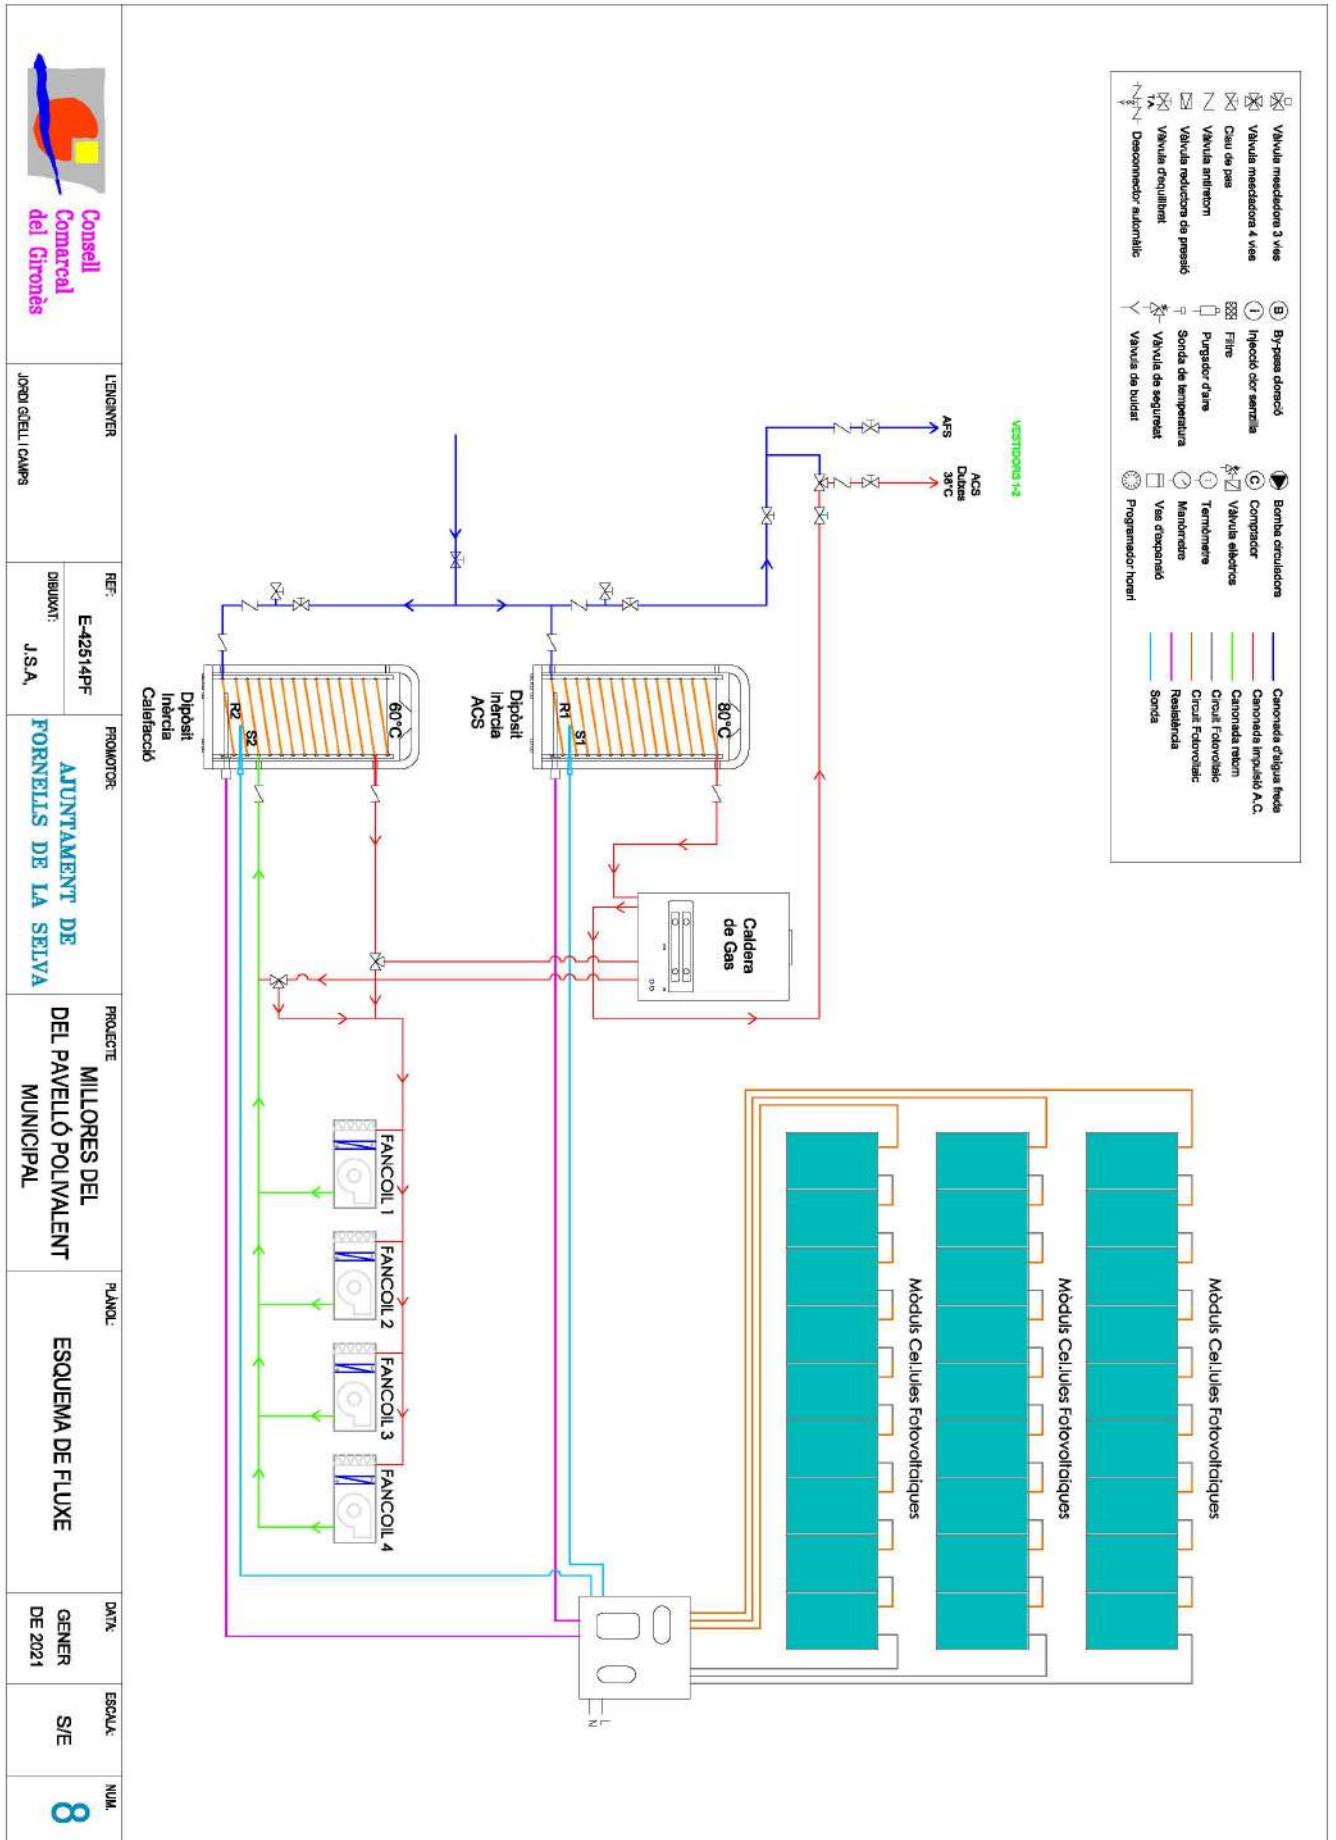 Vàlvula mescladora 3 vies
Vàlvula mescladora 4 vies
Clau de pas
Vàlvula antiretorn
Vàlvula reductora de pressió
Vàlvula d'equilibrat
T.A.
Desconnector automàtic
B By-pass cloració
I Injecció clor senzilla
Filtre
Purgador d'aire
Sonda de temperatura
Vàlvula de seguretat
Vàlvula de buidat
Bomba circuladora
C Comptador
Vàlvula elèctrica
Termòmetre
Manòmetre
Vas d'expansió
Programador horari
Canonada d'aigua freda
Canonada impulsió A.C.
Canonada retorn
Circuit Fotovoltaic
Circuit Fotovoltaic
Resistència
Sonda
VESTIDORS 1-2
AFS
ACS
Dutxes
38°C
80°C
R1
S1
Dipòsit
inèrcia
ACS
60°C
R2
S2
Dipòsit
Inèrcia
Calefacció
Caldera
de Gas
FANCOIL 1
FANCOIL 2
FANCOIL 3
FANCOIL 4
Mòduls Cel.lules Fotovoltaiques
Mòduls Cel.lules Fotovoltaiques
Mòduls Cel.lules Fotovoltaiques
L
N
Consell
Comarcal
del Gironès
L'ENGINYER
JORDI GÜELL I CAMPS
REF:
E-42514PF
DIBUIXAT:
J.S.A.
PROMOTOR:
AJUNTAMENT DE
FORNELLS DE LA SELVA
PROJECTE
MILLORES DEL
DEL PAVELLÓ POLIVALENT
MUNICIPAL
PLÀNOL:
ESQUEMA DE FLUXE
DATA:
GENER
DE 2021
ESCALA:
S/E
NUM.
8